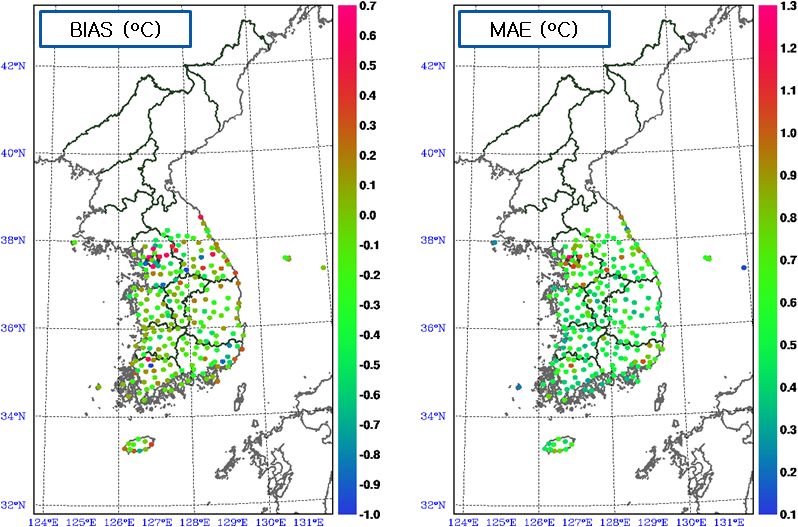 BIAS (ºC)
42°N
40°N
38°N
36°N
34°N
32°N
124°E 125°E 126°E 127°E 128°E 129°E 130°E 131°E
0.7
0.6
0.5
0.4
0.3
0.2
0.1
0.0
-0.1
-0.2
-0.3
-0.4
-0.5
-0.6
-0.7
-0.8
-0.9
-1.0
MAE (ºC)
42°N
40°N
38°N
36°N
34°N
32°N
124°E 125°E 126°E 127°E 128°E 129°E 130°E 131°E
1.3
1.2
1.1
1.0
0.9
0.8
0.7
0.6
0.5
0.4
0.3
0.2
0.1